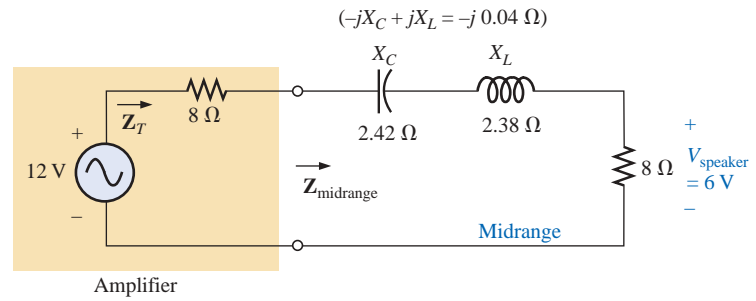 (–jX_C + jX_L = –j 0.04 Ω)
X_C
X_L
Z_T
8 Ω
2.42 Ω
2.38 Ω
+
12 V
–
Z_midrange
8 Ω
+
V_speaker
= 6 V
–
Midrange
Amplifier